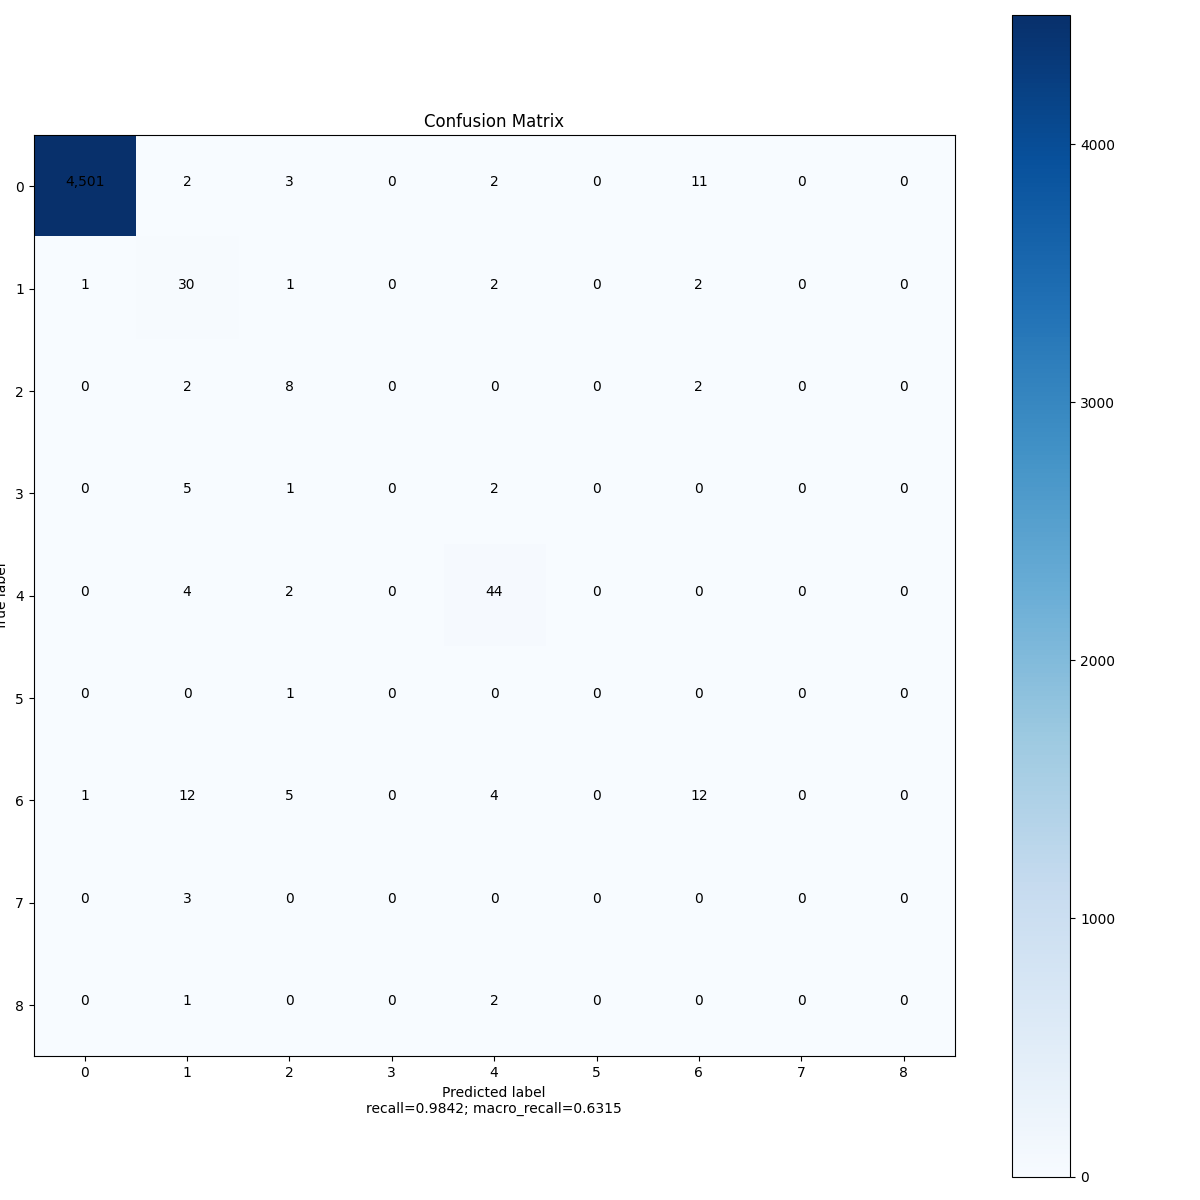 Confusion Matrix
0 4,501 2 3 0 2 0 11 0 0
1 1 30 1 0 2 0 2 0 0
2 0 2 8 0 0 0 2 0 0
3 0 5 1 0 2 0 0 0 0
4 0 4 2 0 44 0 0 0 0
5 0 0 1 0 0 0 0 0 0
6 1 12 5 0 4 0 12 0 0
7 0 3 0 0 0 0 0 0 0
8 0 1 0 0 2 0 0 0 0
0 1 2 3 4 5 6 7 8
Predicted label
recall=0.9842; macro_recall=0.6315
True label
4000
3000
2000
1000
0